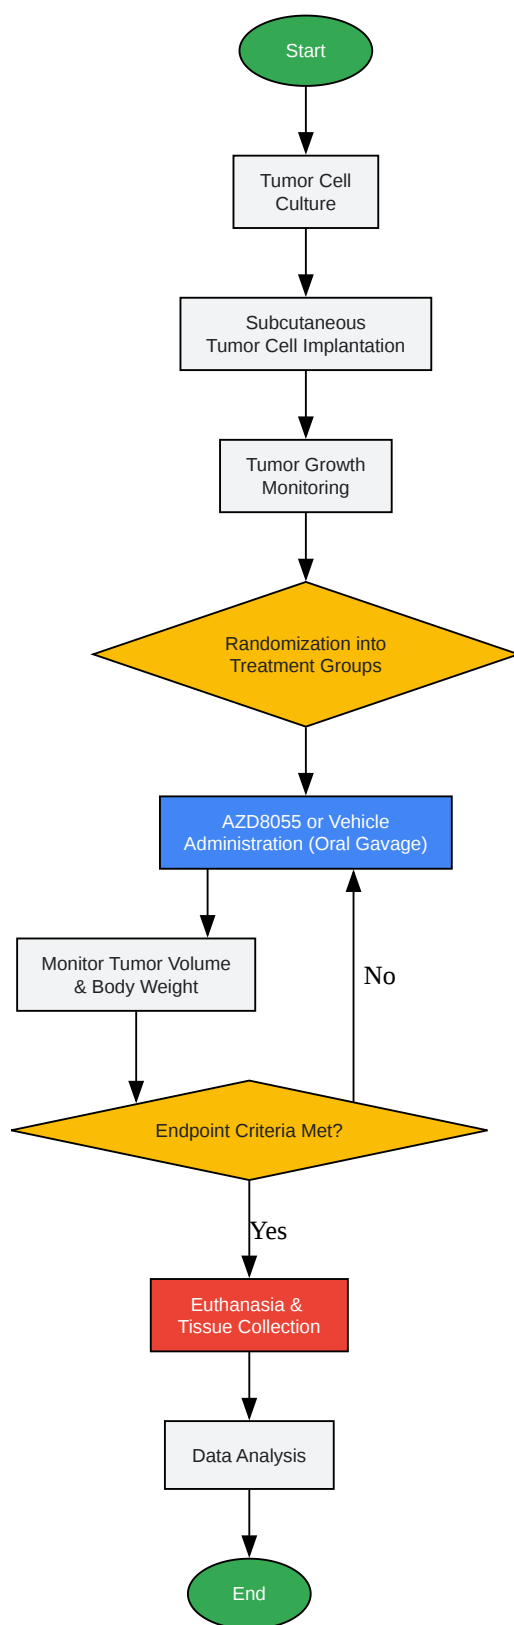 Start
Tumor Cell
Culture
Subcutaneous
Tumor Cell Implantation
Tumor Growth
Monitoring
Randomization into
Treatment Groups
AZD8055 or Vehicle
Administration (Oral Gavage)
Monitor Tumor Volume
& Body Weight
No
Endpoint Criteria Met?
Yes
Euthanasia &
Tissue Collection
Data Analysis
End